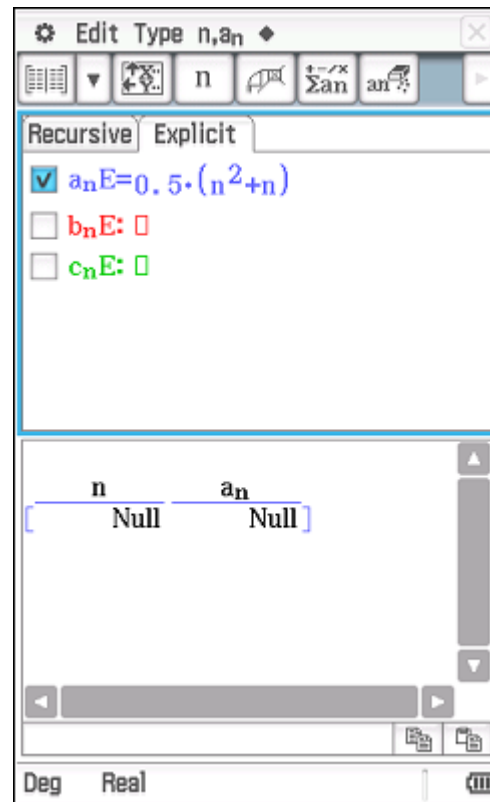 Edit Type n,aₙ ◆
n Σan an
Recursive Explicit
aₙE=0.5·(n²+n)
bₙE:□
cₙE:□
n aₙ
[ Null Null ]
Deg Real